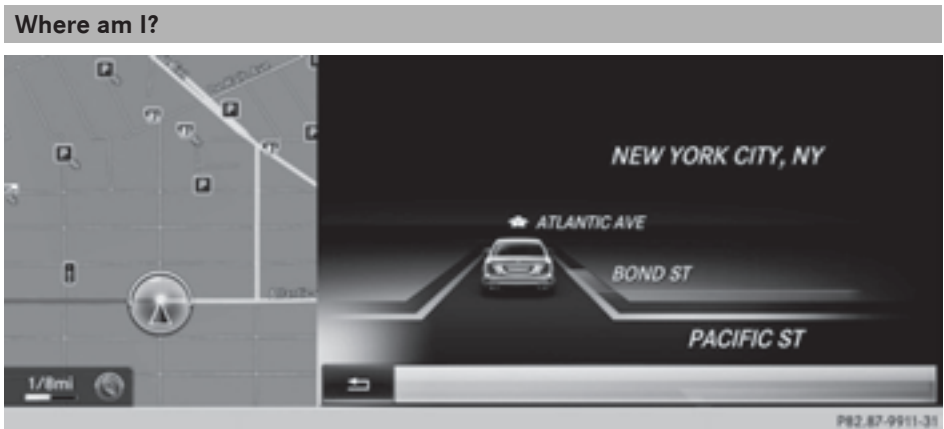 Where am I?
NEW YORK CITY, NY
ATLANTIC AVE
BOND ST
PACIFIC ST
1/8mi
P82.87-9911-31